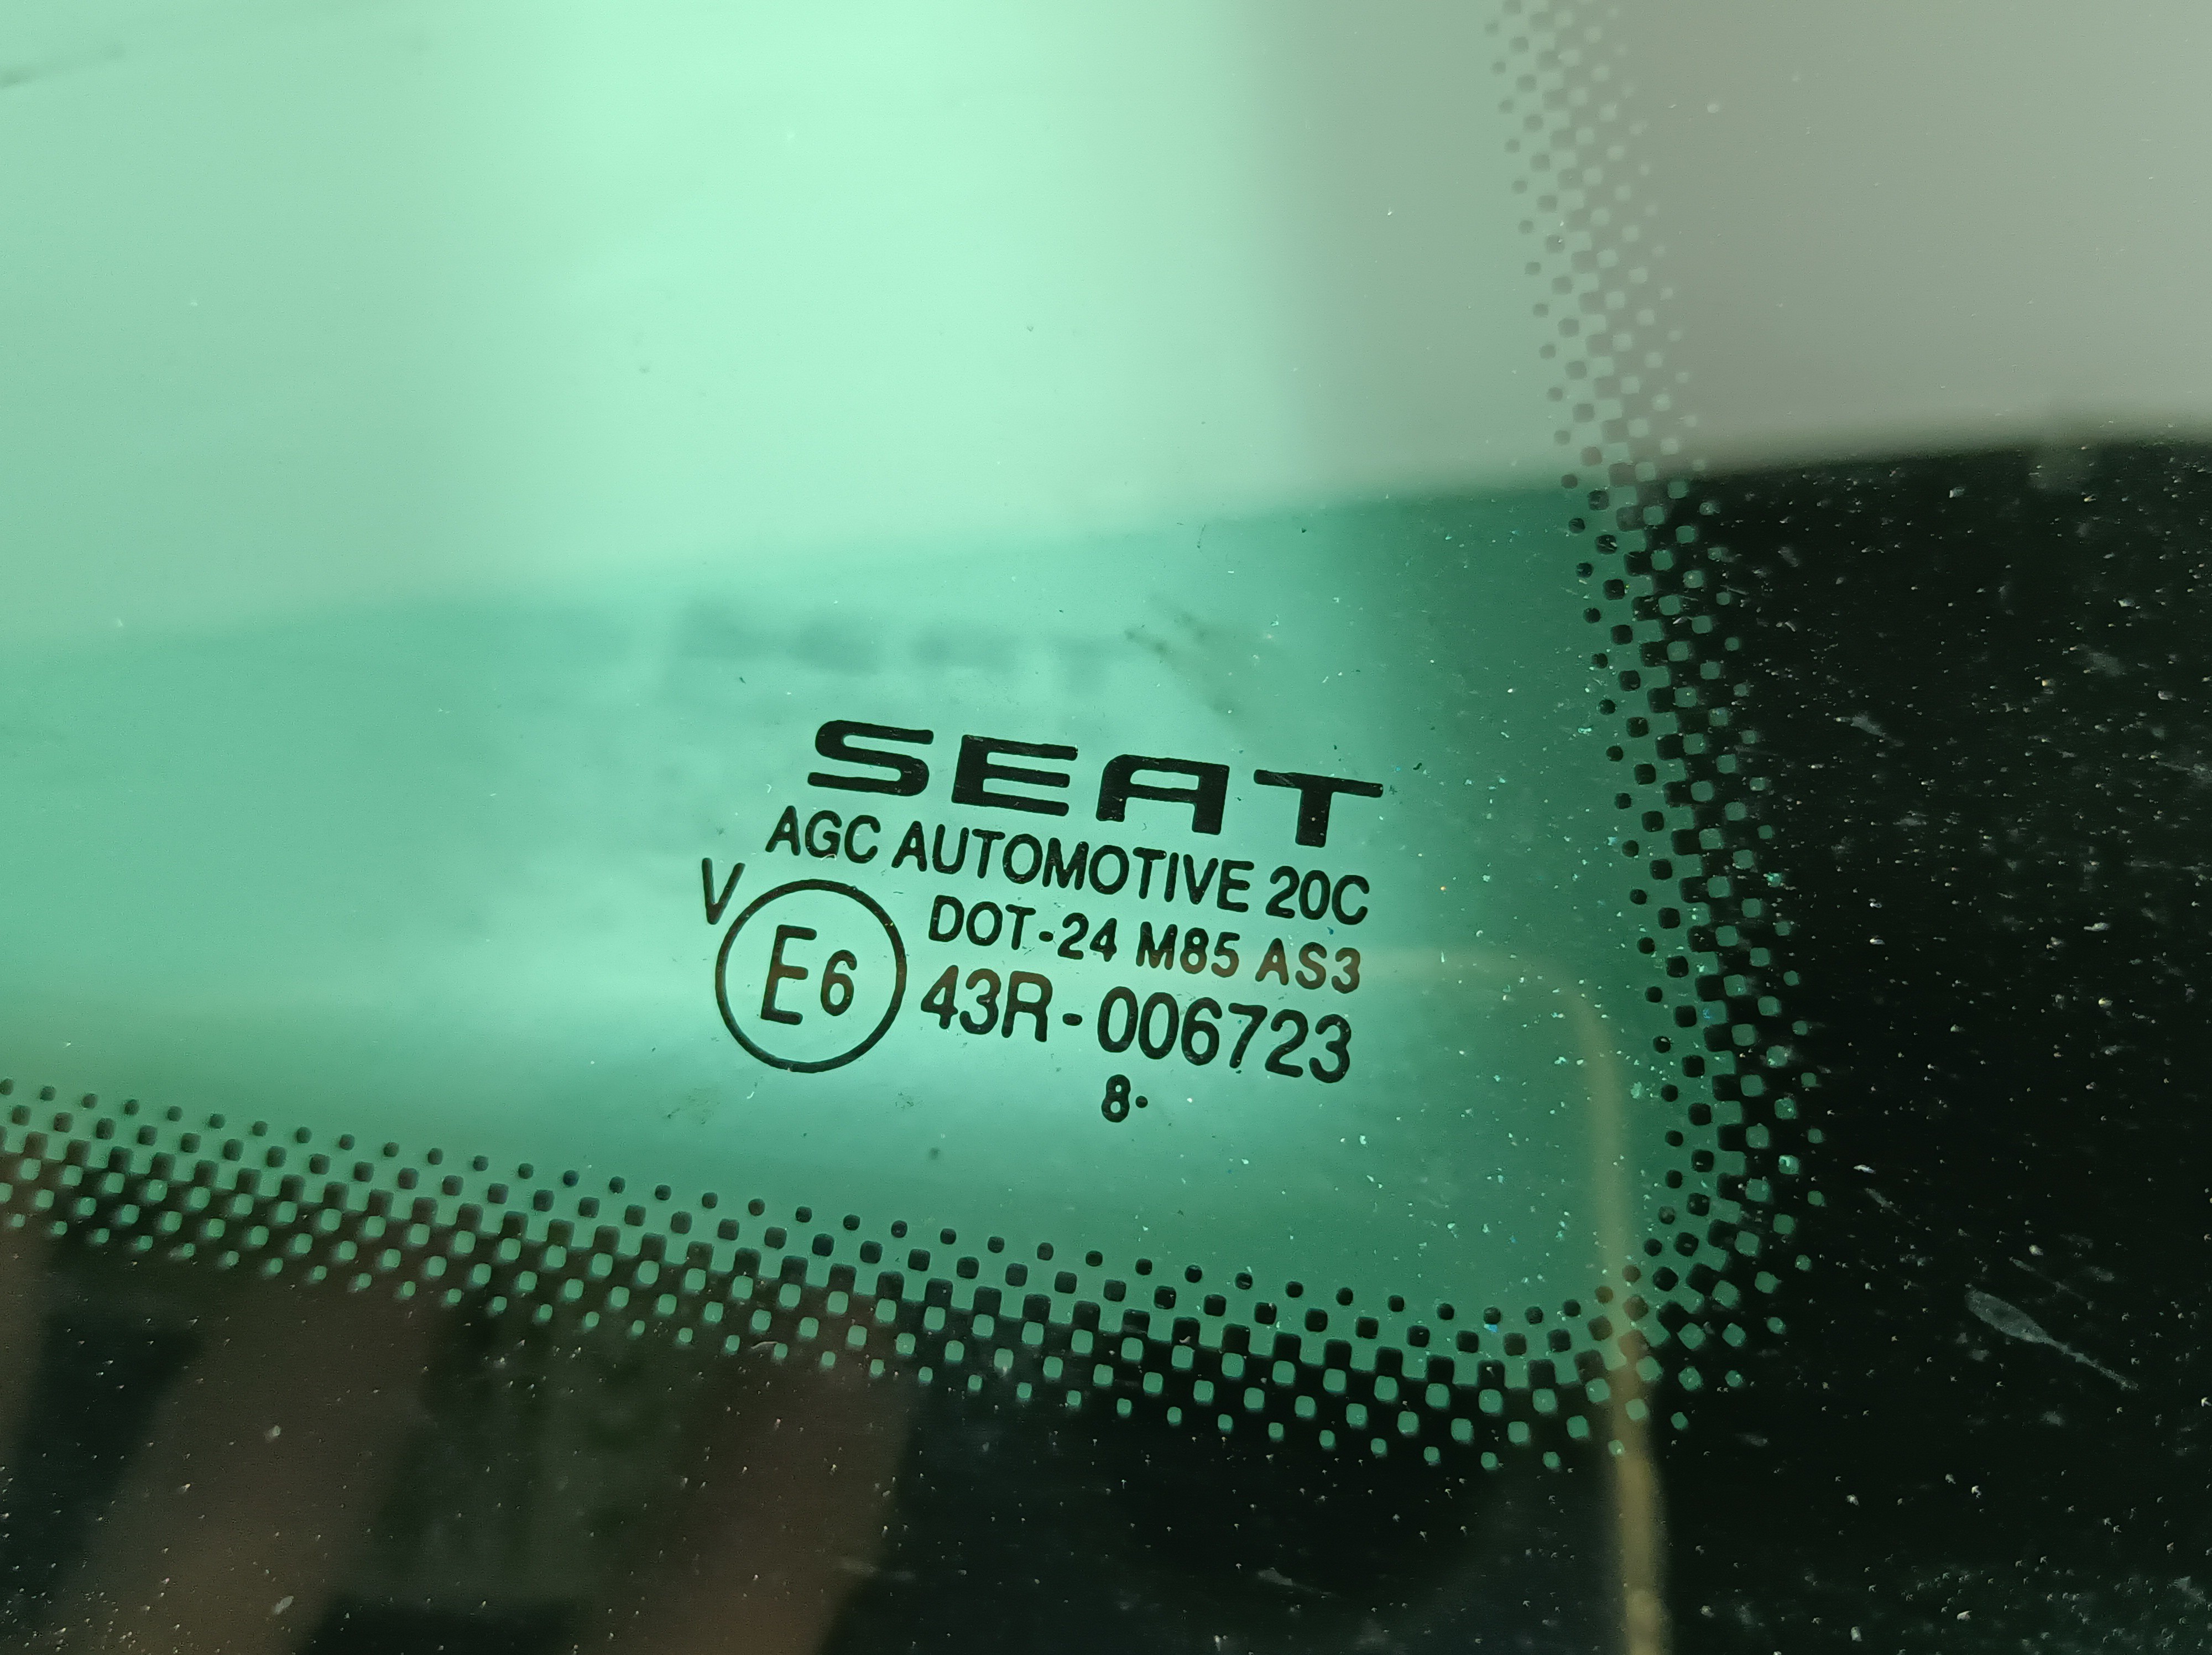 SEAT
AGC AUTOMOTIVE 20C
V
DOT-24 M85 AS3
E6 43R-006723
8·